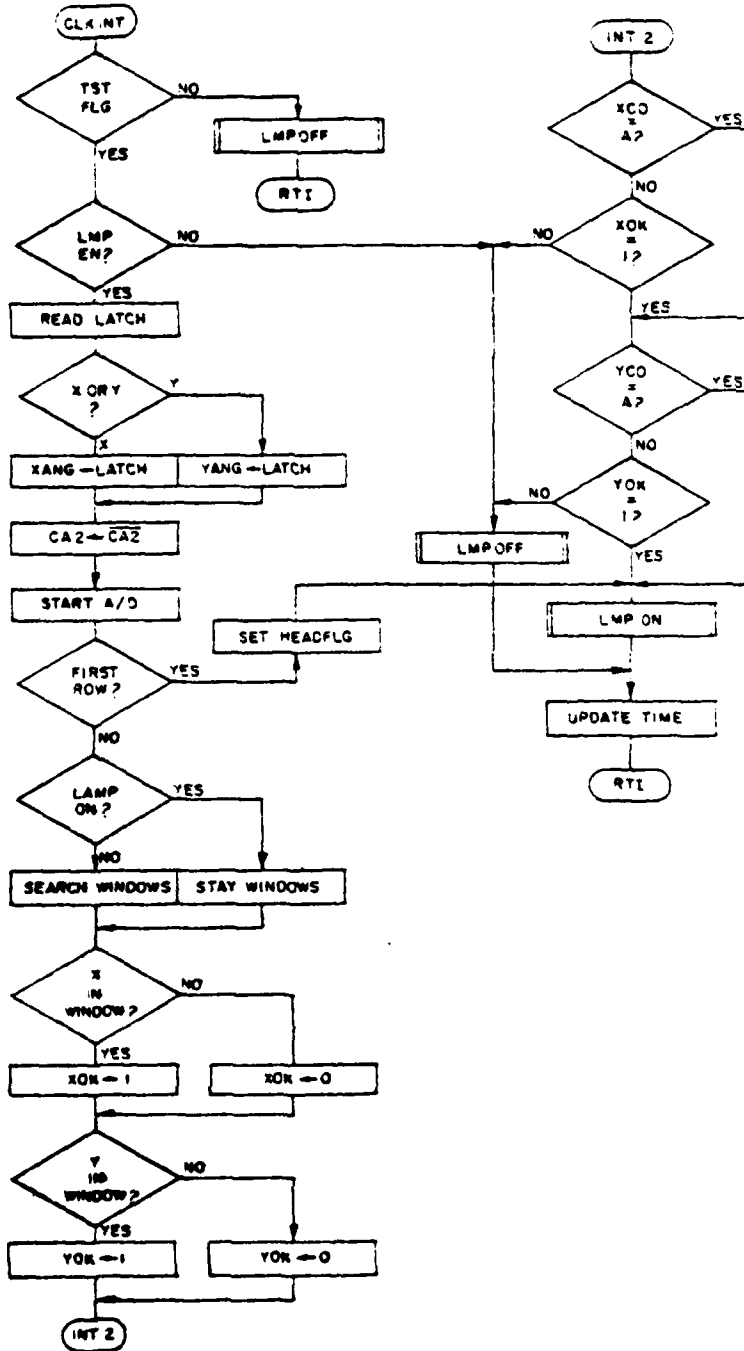 CLK INT
TST
FLG
NO
LMPOFF
RTI
YES
LMP
EN?
NO
YES
READ LATCH
X OR Y
?
Y
X
XANG←LATCH
YANG←LATCH
CA2←CA2
START A/D
FIRST
ROW?
YES
SET HEADFLG
NO
LAMP
ON?
YES
NO
SEARCH WINDOWS
STAY WINDOWS
X
IN
WINDOW?
NO
YES
XOK←1
XOK←0
Y
IN
WINDOW?
NO
YES
YOK←1
YOK←0
INT 2
INT 2
XCO
=
A?
YES
NO
XOK
=
1?
NO
YES
YCO
=
A?
YES
NO
YOK
=
1?
NO
YES
LMPOFF
LMP ON
UPDATE TIME
RTI